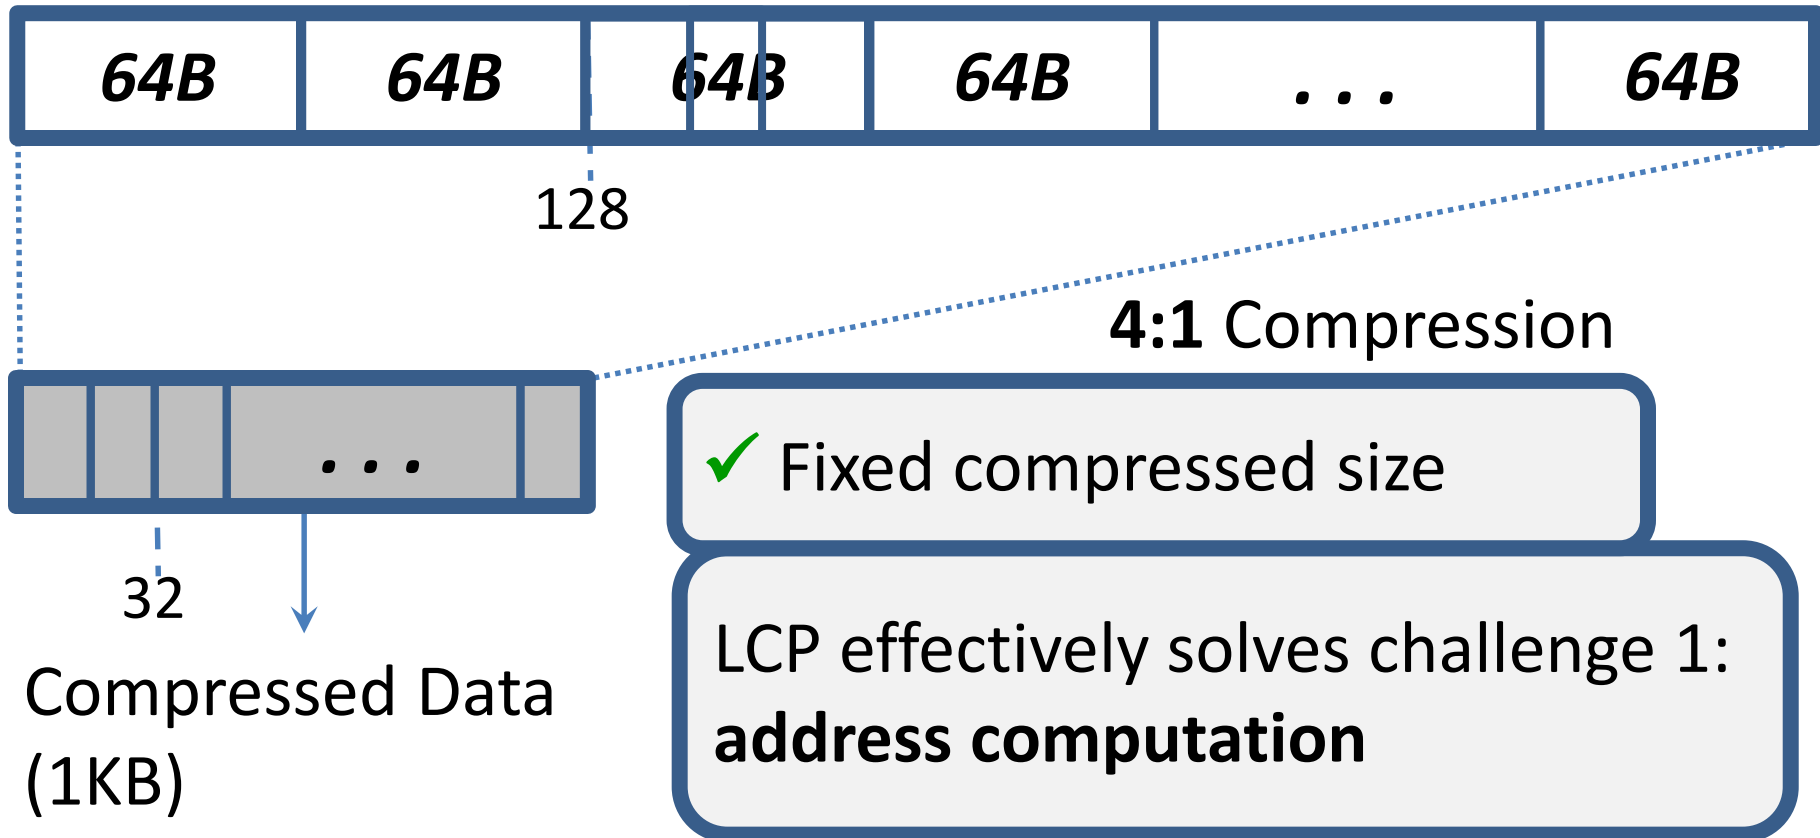 64B 64B 64B 64B . . . 64B
128
4:1 Compression
. . .
✓ Fixed compressed size
32
LCP effectively solves challenge 1:
address computation
Compressed Data
(1KB)